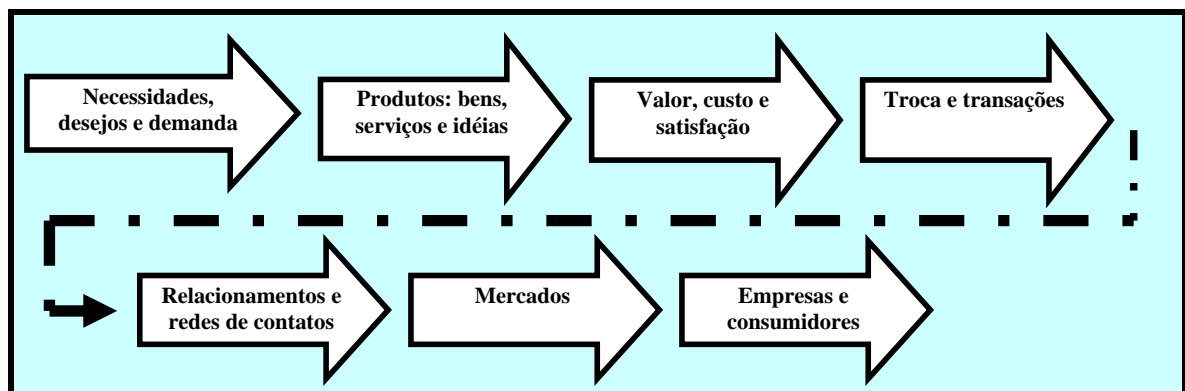 Necessidades,
desejos e demanda
Produtos: bens,
serviços e idéias
Valor, custo e
satisfação
Troca e transações
Relacionamentos e
redes de contatos
Mercados
Empresas e
consumidores